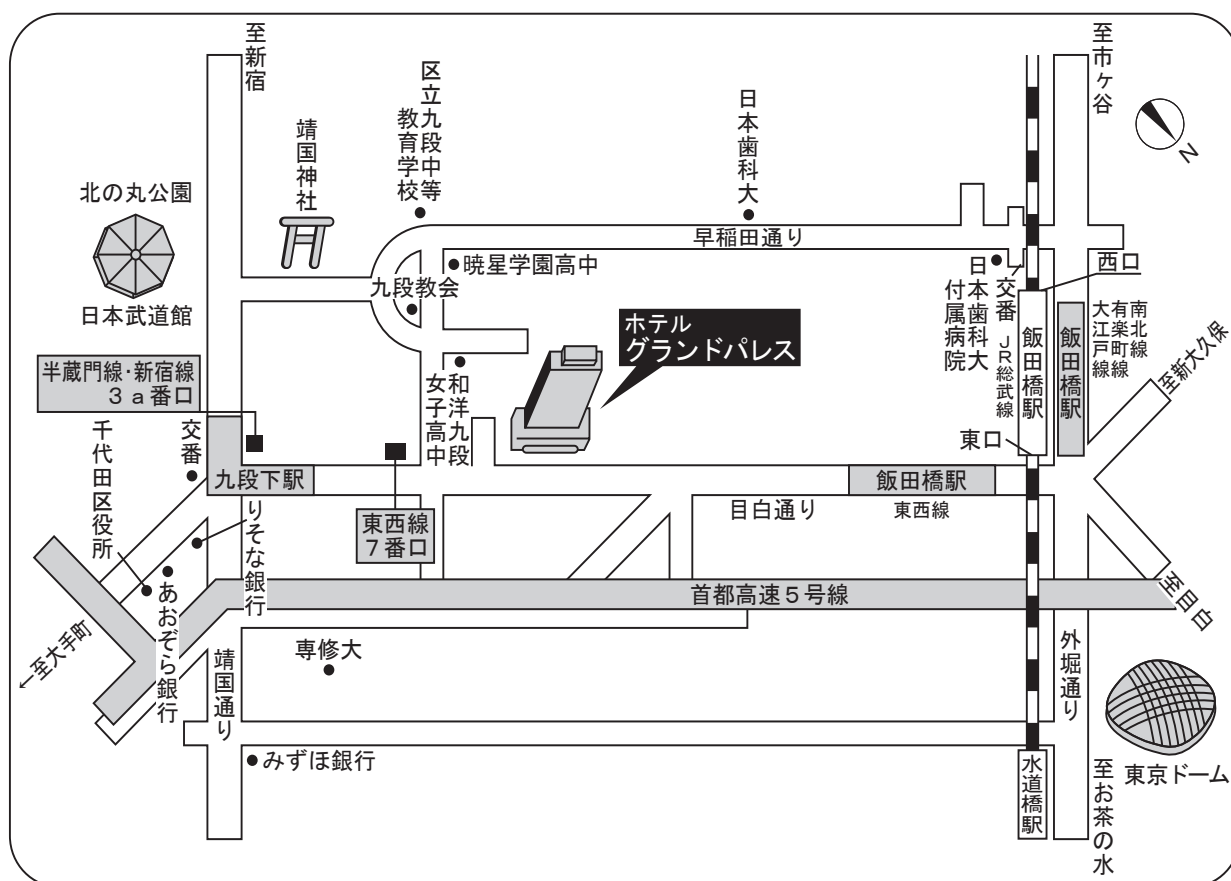 至新宿
区立九段中等
教育学校
靖国神社
日本歯科大
至市ケ谷
N
北の丸公園
日本武道館
早稲田通り
暁星学園高中
九段教会
西口
交番
日本歯科大
付属病院
ホテル
グランドパレス
JR総武線
飯田橋駅
飯田橋駅
南北線
有楽町線
大江戸線
至新大久保
半蔵門線・新宿線
3a番口
和洋九段
女子高中
東口
千代田区役所
交番
九段下駅
飯田橋駅
東西線
目白通り
東西線
7番口
りそな銀行
あおぞら銀行
首都高速5号線
至目白
←至大手町
靖国通り
専修大
外堀通り
みずほ銀行
水道橋駅
東京ドーム
至お茶の水